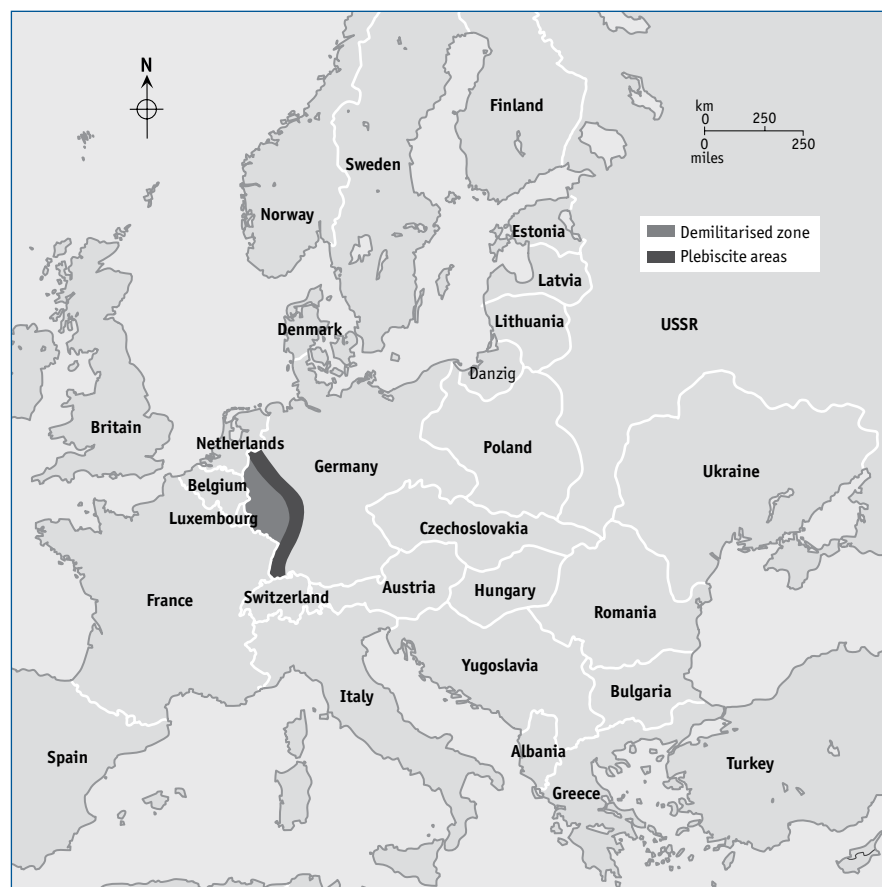 N
Finland
km
0 250
0 250
miles
Sweden
Norway
Demilitarised zone
Plebiscite areas
Estonia
Latvia
Lithuania
USSR
Denmark
Danzig
Britain
Netherlands
Germany
Poland
Ukraine
Belgium
Luxembourg
Czechoslovakia
France
Switzerland
Austria
Hungary
Romania
Yugoslavia
Bulgaria
Italy
Albania
Spain
Turkey
Greece